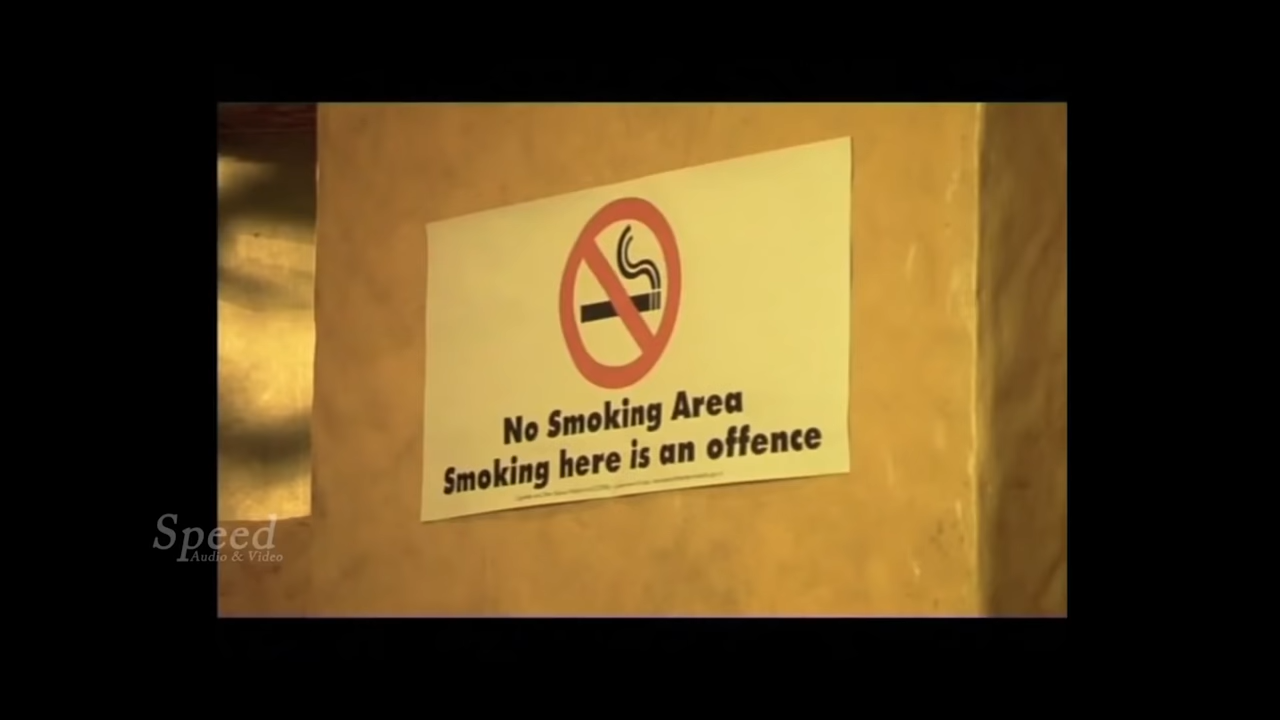 No Smoking Area
Smoking here is an offence
Speed
Audio & Video